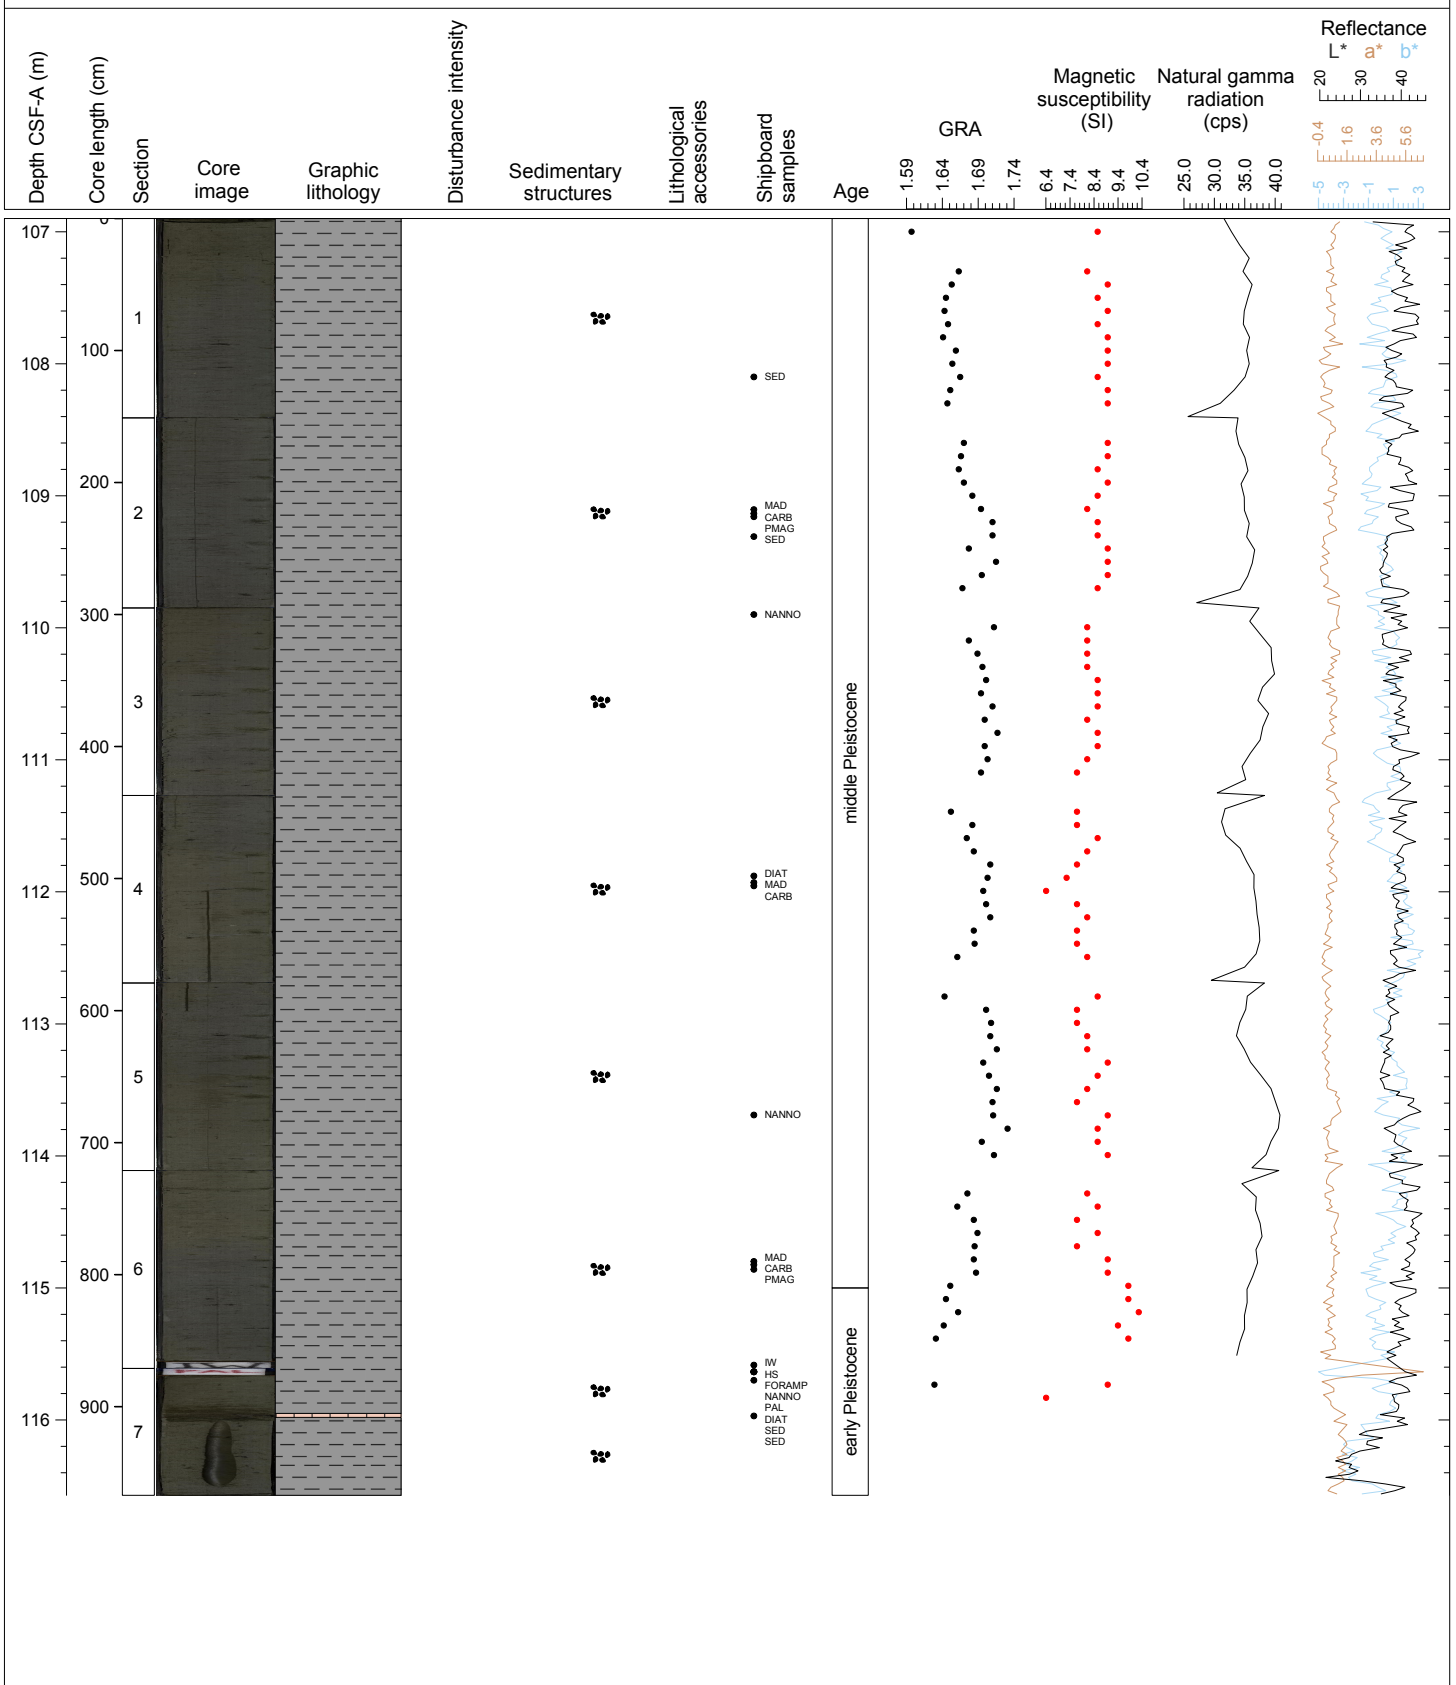 Depth CSF-A (m)
Core length (cm)
Section
Core
image
Graphic
lithology
Disturbance intensity
Sedimentary
structures
Lithological
accessories
Shipboard
samples
Age
GRA
1.59 1.64 1.69 1.74
Magnetic
susceptibility
(SI)
6.4 7.4 8.4 9.4 10.4
Natural gamma
radiation
(cps)
25.0 30.0 35.0 40.0
Reflectance
L* a* b*
20 30 40
-0.4 1.6 3.6 5.6
-5 -3 -1 1 3
107
108
109
110
111
112
113
114
115
116
0
100
200
300
400
500
600
700
800
900
1
2
3
4
5
6
7
SED
MAD
CARB
PMAG
SED
NANNO
DIAT
MAD
CARB
NANNO
MAD
CARB
PMAG
IW
HS
FORAMP
NANNO
PAL
DIAT
SED
SED
middle Pleistocene
early Pleistocene